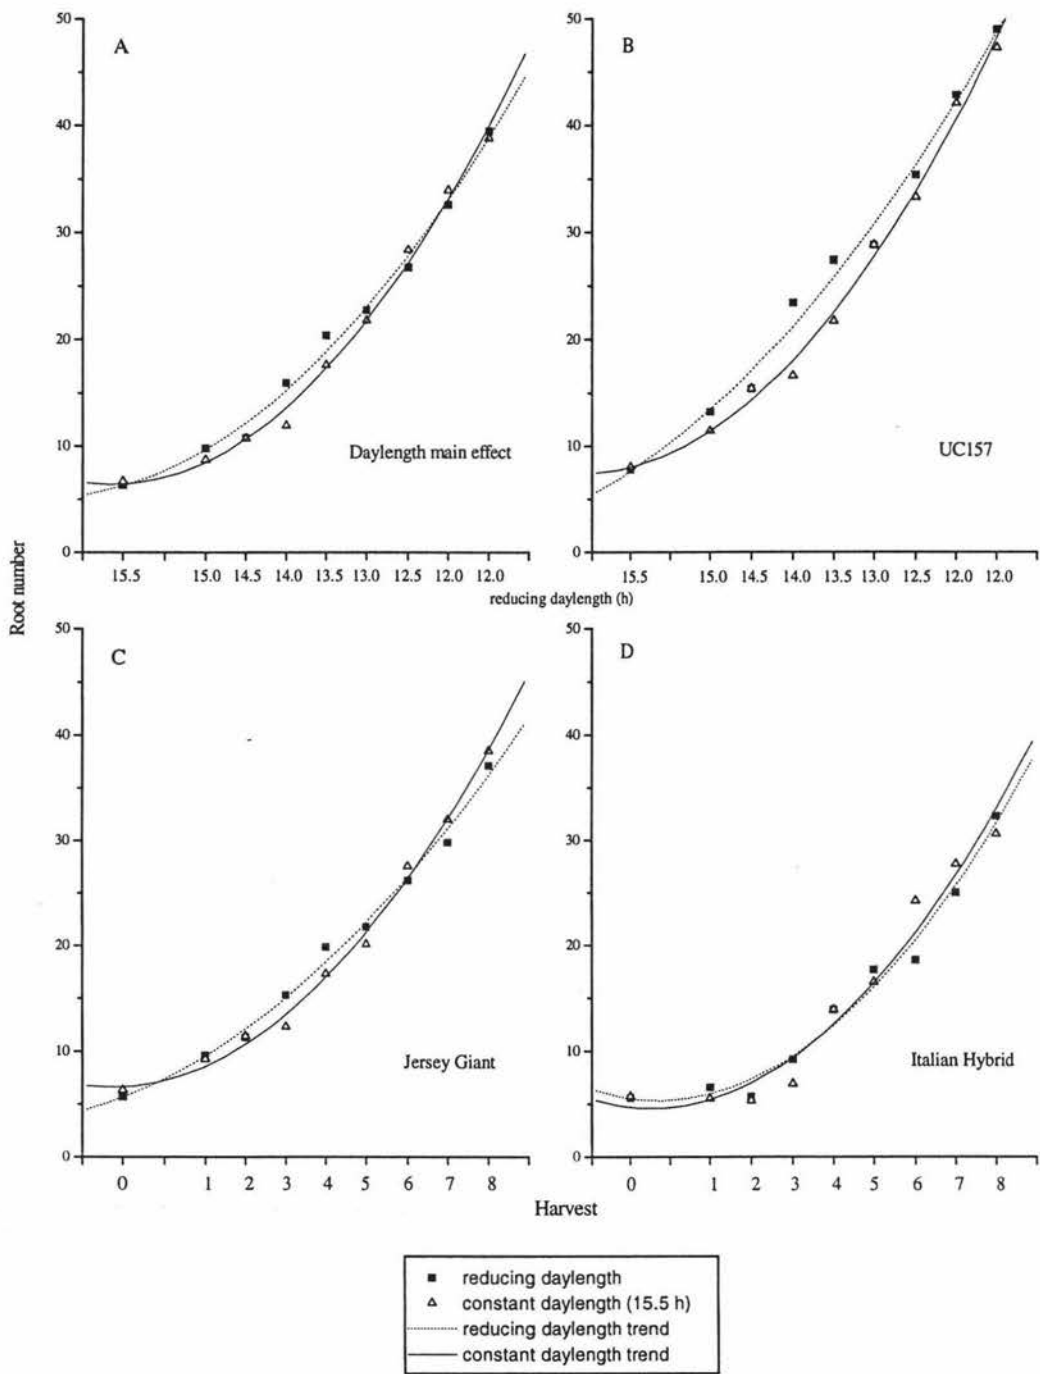 Root number
A
50
40
30
20
10
0
Daylength main effect
15.5 15.0 14.5 14.0 13.5 13.0 12.5 12.0 12.0
B
50
40
30
20
10
0
UC157
15.5 15.0 14.5 14.0 13.5 13.0 12.5 12.0 12.0
reducing daylength (h)
C
50
40
30
20
10
0
Jersey Giant
0 1 2 3 4 5 6 7 8
D
50
40
30
20
10
0
Italian Hybrid
0 1 2 3 4 5 6 7 8
Harvest
reducing daylength
constant daylength (15.5 h)
reducing daylength trend
constant daylength trend